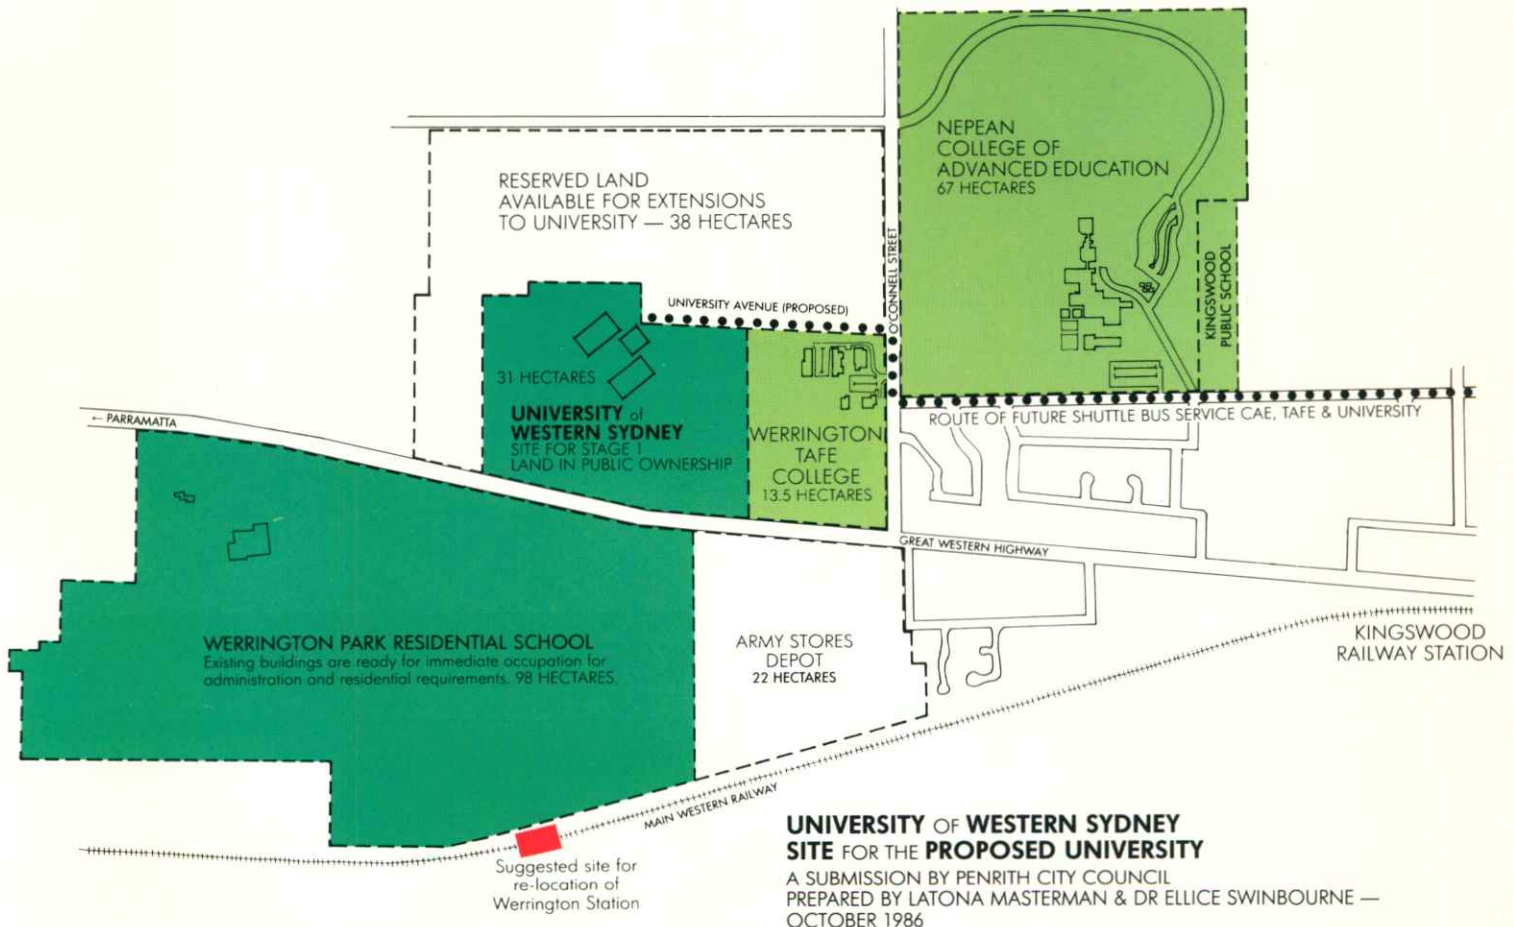 NEPEAN
COLLEGE OF
ADVANCED EDUCATION
67 HECTARES
RESERVED LAND
AVAILABLE FOR EXTENSIONS
TO UNIVERSITY — 38 HECTARES
O'CONNELL STREET
KINGSWOOD
PUBLIC SCHOOL
UNIVERSITY AVENUE (PROPOSED)
31 HECTARES
UNIVERSITY of
WESTERN SYDNEY
SITE FOR STAGE 1
LAND IN PUBLIC OWNERSHIP
WERRINGTON
TAFE
COLLEGE
13.5 HECTARES
ROUTE OF FUTURE SHUTTLE BUS SERVICE CAE, TAFE & UNIVERSITY
← PARRAMATTA
GREAT WESTERN HIGHWAY
WERRINGTON PARK RESIDENTIAL SCHOOL
Existing buildings are ready for immediate occupation for
administration and residential requirements. 98 HECTARES.
ARMY STORES
DEPOT
22 HECTARES
KINGSWOOD
RAILWAY STATION
MAIN WESTERN RAILWAY
Suggested site for
re-location of
Werrington Station
UNIVERSITY OF WESTERN SYDNEY
SITE FOR THE PROPOSED UNIVERSITY
A SUBMISSION BY PENRITH CITY COUNCIL
PREPARED BY LATONA MASTERMAN & DR ELLICE SWINBOURNE —
OCTOBER 1986